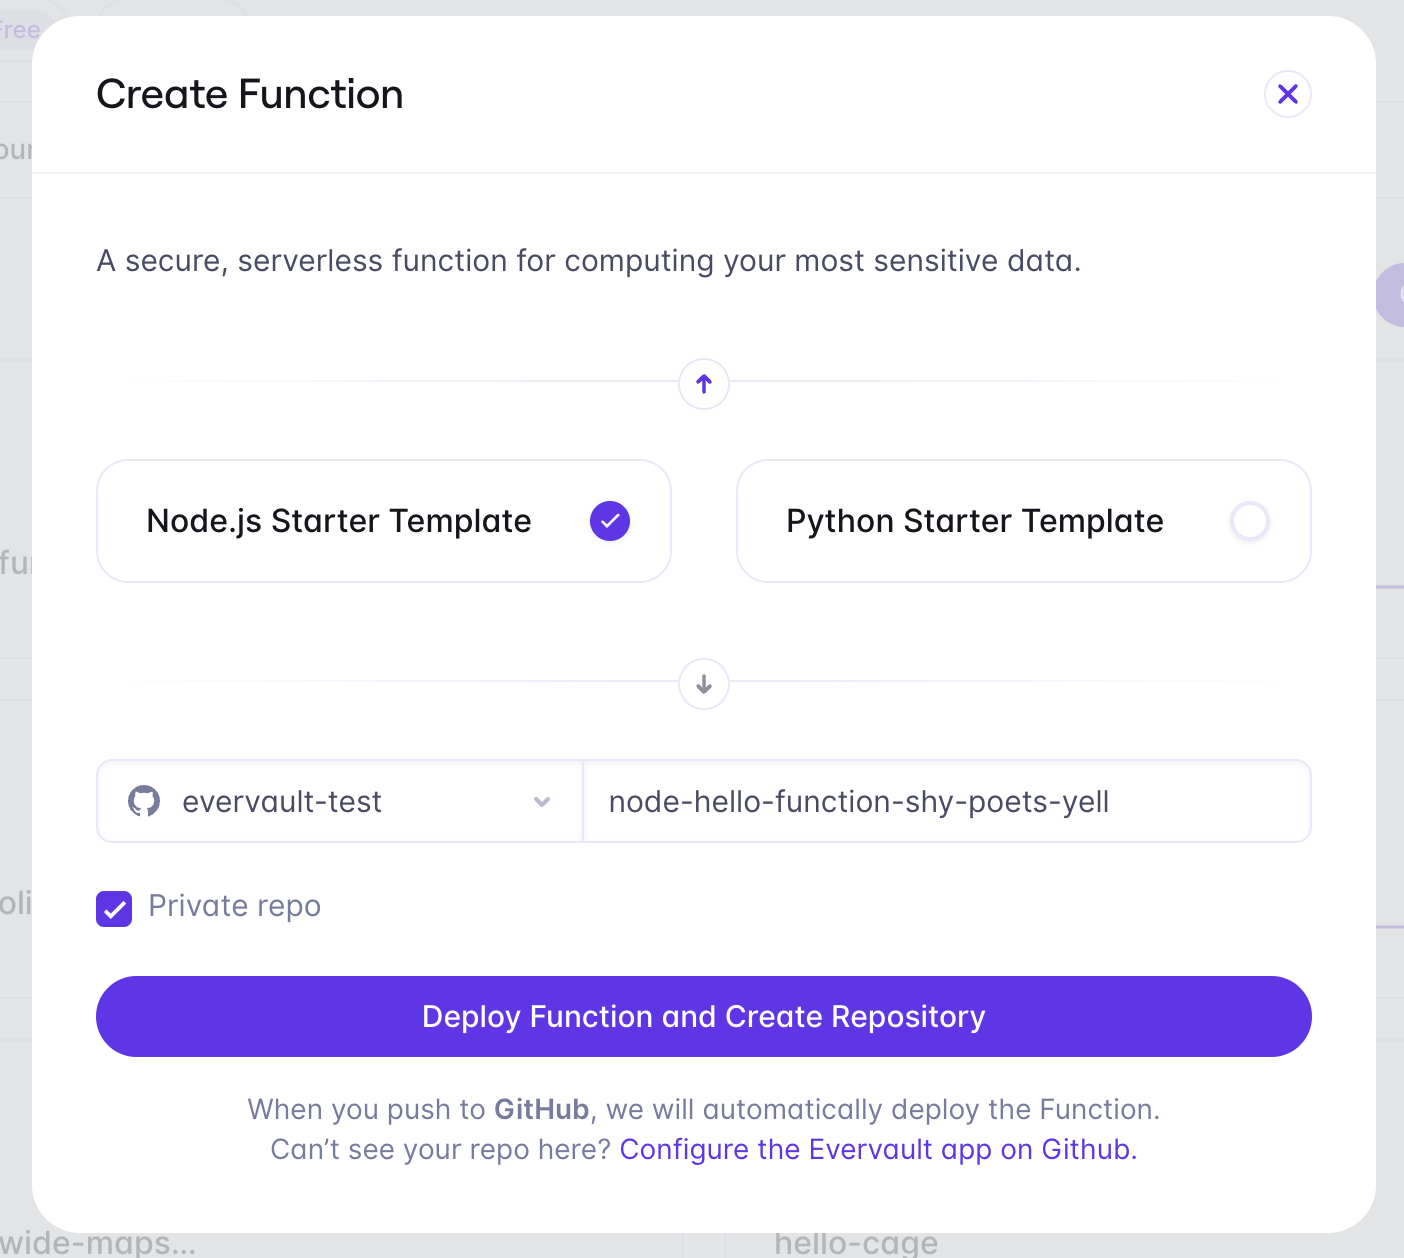 Free
Create Function
our
A secure, serverless function for computing your most sensitive data.
Node.js Starter Template
Python Starter Template
fur
evervault-test
node-hello-function-shy-poets-yell
oli
Private repo
Deploy Function and Create Repository
When you push to GitHub, we will automatically deploy the Function.
Can’t see your repo here? Configure the Evervault app on Github.
wide-maps...
hello-cage